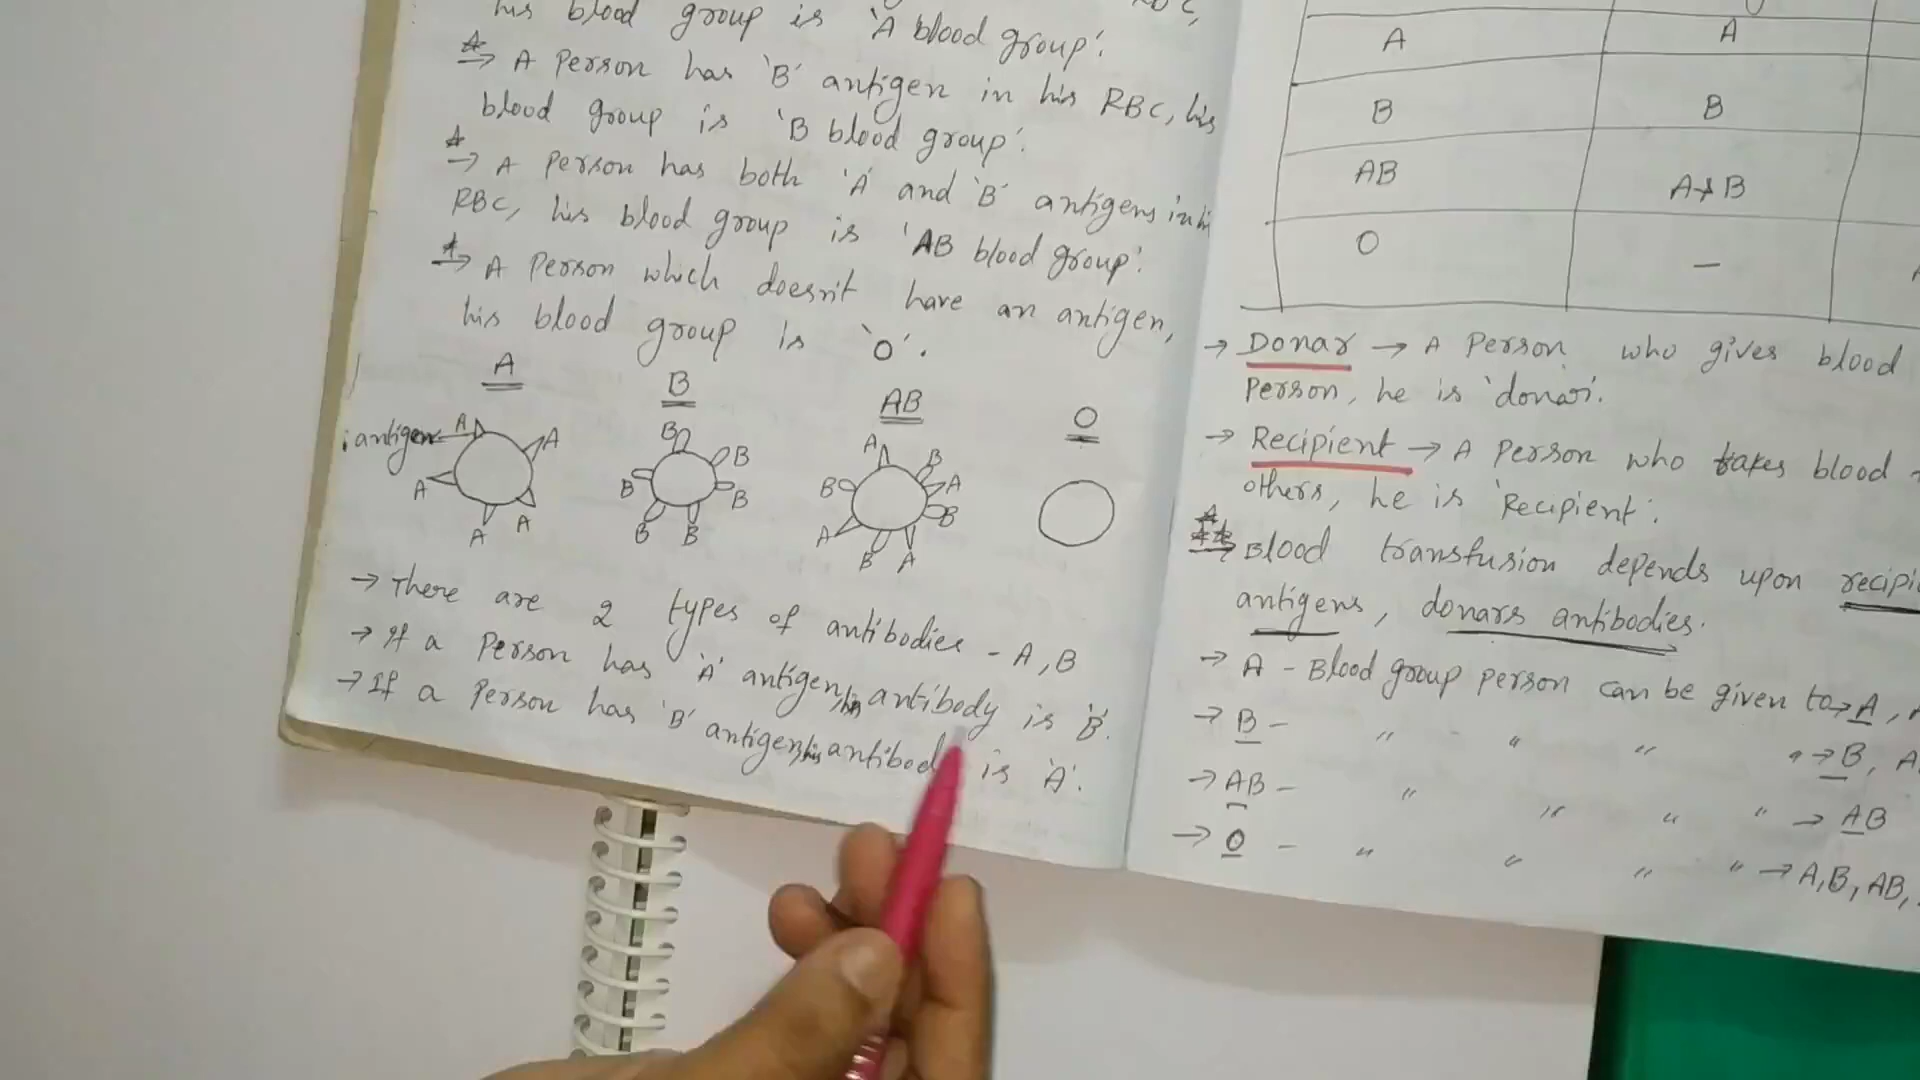 his blood group is 'A blood group'.
→ A Person has 'B' antigen in his RBC, his
blood group is 'B blood group'.
→ A Person has both 'A' and 'B' antigens in
RBC, his blood group is 'AB blood group'.
→ A Person which doesn't have an antigen,
his blood group is 'O'.
A B AB O
antigen A A A A A
B B B B B B
A B A B A B A B
→ There are 2 types of antibodies - A, B
→ If a Person has 'A' antigen, his antibody is 'B'.
→ If a Person has 'B' antigen, his antibod is 'A'.
RBC,
A A
B B
AB A+B
O —
→ Donar → A Person who gives blood
Person, he is 'donar'.
→ Recipient → A Person who takes blood
others, he is 'Recipient'.
Blood transfusion depends upon recipi
antigens, donars antibodies.
→ A - Blood group person can be given to → A,
→ B - " " " " → B, A
→ AB - " " " " → AB
→ O - " " " " → A, B, AB,